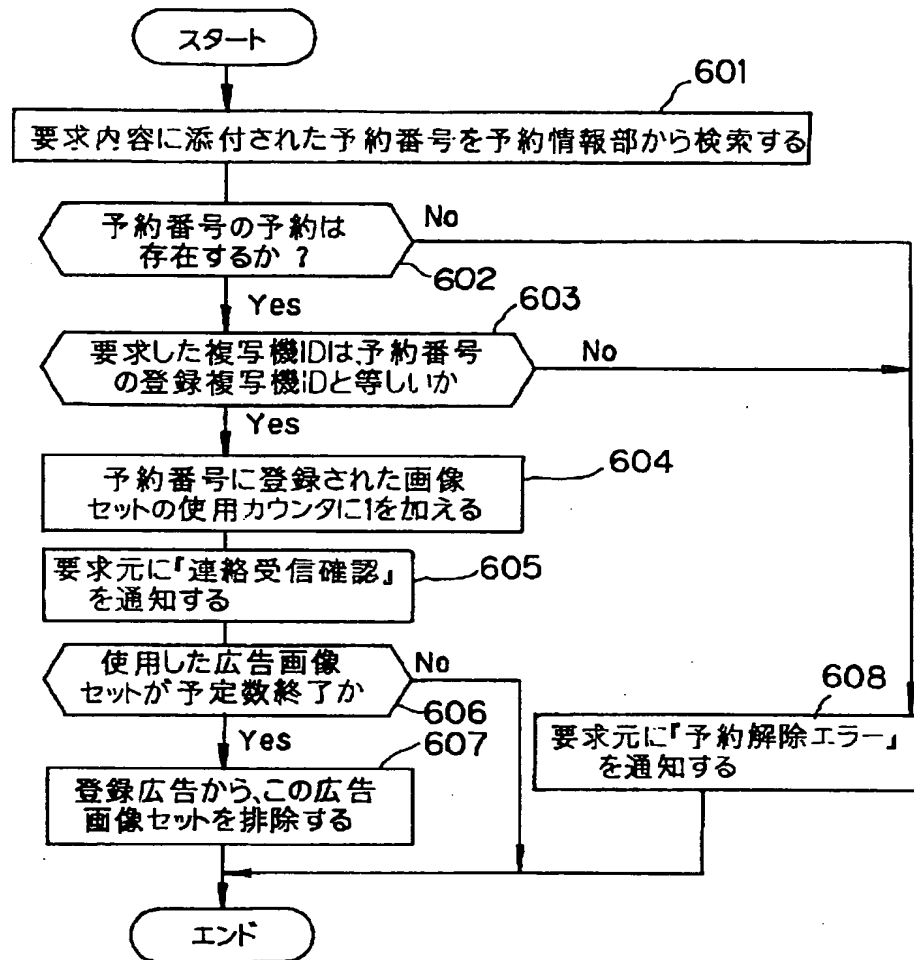 スタート
601
要求内容に添付された予約番号を予約情報部から検索する
予約番号の予約は
存在するか？
No
602
Yes
603
要求した複写機IDは、予約番号
の登録複写機IDと等しいか
No
Yes
604
予約番号に登録された画像
セットの使用カウンタに1を加える
605
要求元に『連絡受信確認』
を通知する
使用した広告画像
セットが予定数終了か
No
606
Yes
607
登録広告から、この広告
画像セットを排除する
608
要求元に『予約解除エラー』
を通知する
エンド